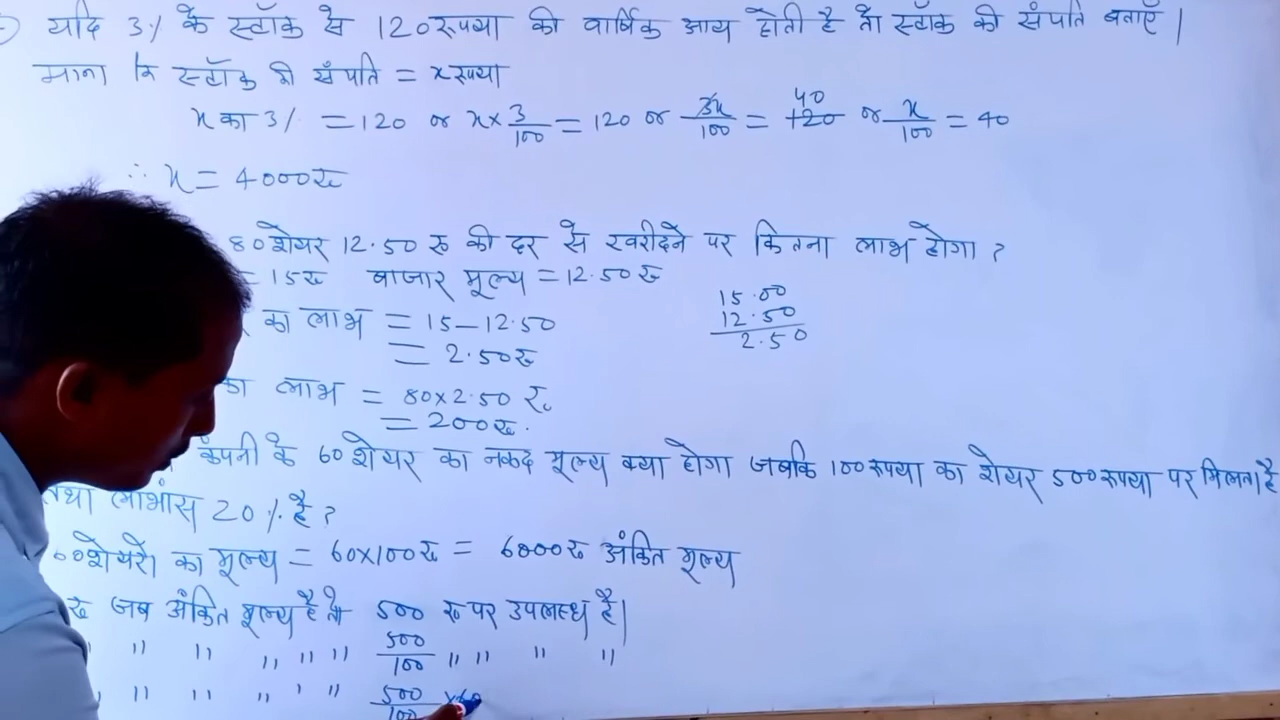 यदि 3% के स्टॉक से 120 रूपया की वार्षिक आय होती है तो स्टॉक की संपति बताएँ।
माना कि स्टॉक की संपति = x रूपया
x का 3% = 120 or x × 3/100 = 120 or 3x/100 = 120 40 or x/100 = 40
∴ x = 4000 रू
80 शेयर 12.50 रू की दर से खरीदने पर कितना लाभ होगा ?
= 15 रू बाजार मूल्य = 12.50 रू
15.00
12.50
2.50
का लाभ = 15 – 12.50
= 2.50 रू
का लाभ = 80 × 2.50 रु.
= 200 रू.
कंपनी के 60 शेयर का नकद मूल्य क्या होगा जबकि 100 रूपया का शेयर 500 रूपया पर मिलता है
तथा लाभांस 20% है ?
60 शेयरों का मूल्य = 60×100 रू = 6000 रू अंकित मूल्य
रू जब अंकित मूल्य है तो 500 रू पर उपलब्ध है।
" " " " " " 500/100 " " " "
" " " " " 500/100